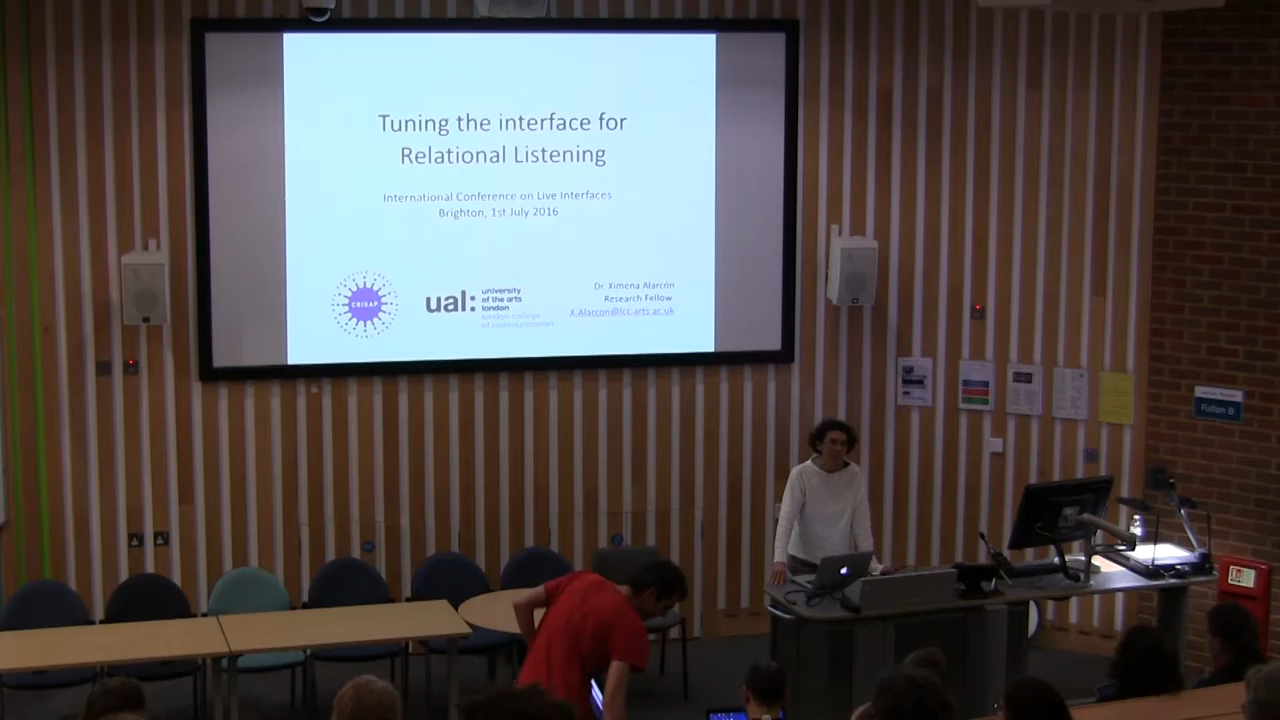 Tuning the interface for
Relational Listening
International Conference on Live Interfaces
Brighton, 1st July 2016
CRISAP
ual:
university
of the arts
london
london college
of communication
Dr. Ximena Alarcón
Research Fellow
X.Alarcon@lcc.arts.ac.uk
Fulton B